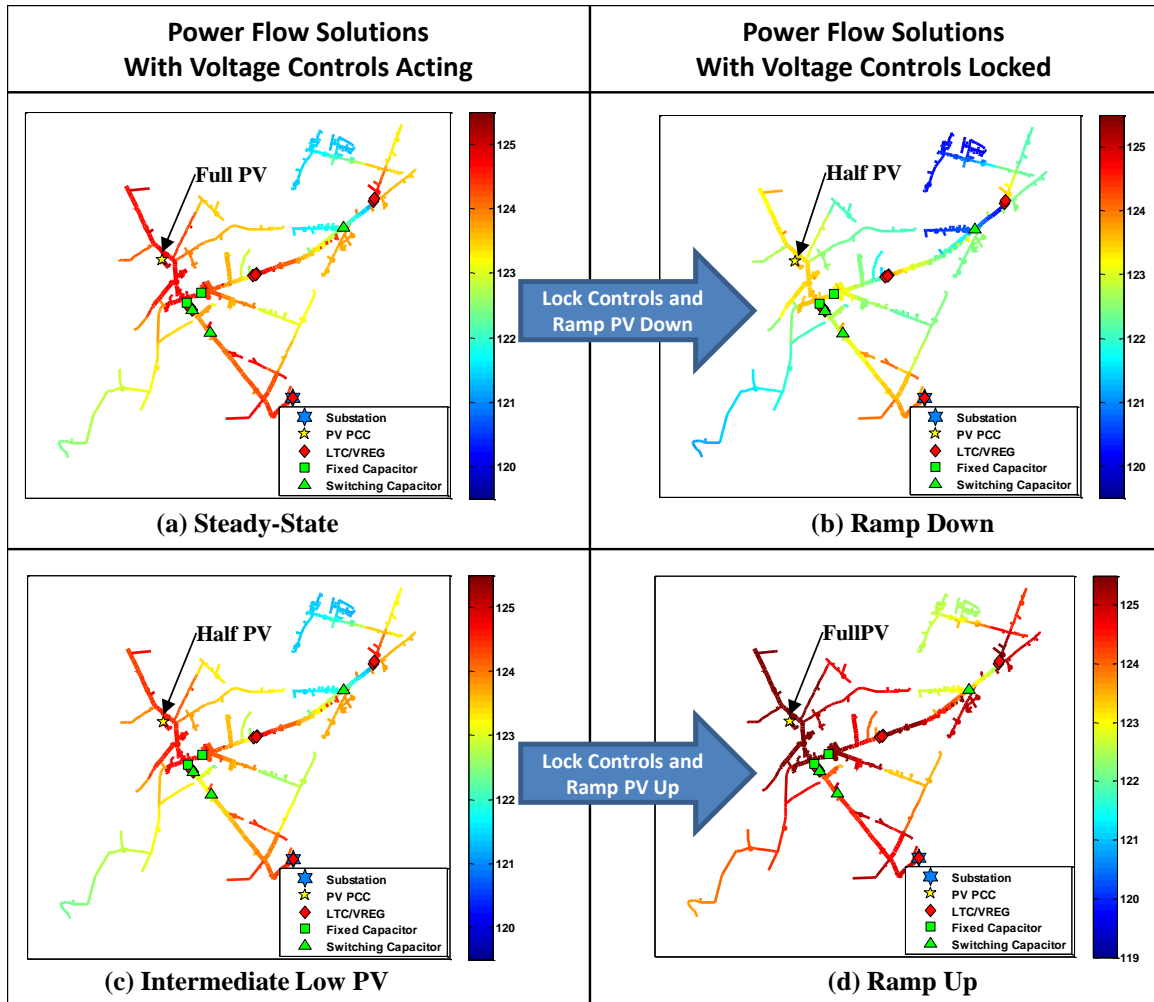 Power Flow Solutions
With Voltage Controls Acting
Power Flow Solutions
With Voltage Controls Locked
Full PV
125
124
123
122
121
120
Substation
PV PCC
LTC/VREG
Fixed Capacitor
Switching Capacitor
(a) Steady-State
Lock Controls and
Ramp PV Down
Half PV
125
124
123
122
121
120
Substation
PV PCC
LTC/VREG
Fixed Capacitor
Switching Capacitor
(b) Ramp Down
Half PV
125
124
123
122
121
120
Substation
PV PCC
LTC/VREG
Fixed Capacitor
Switching Capacitor
(c) Intermediate Low PV
Lock Controls and
Ramp PV Up
FullPV
125
124
123
122
121
120
119
Substation
PV PCC
LTC/VREG
Fixed Capacitor
Switching Capacitor
(d) Ramp Up